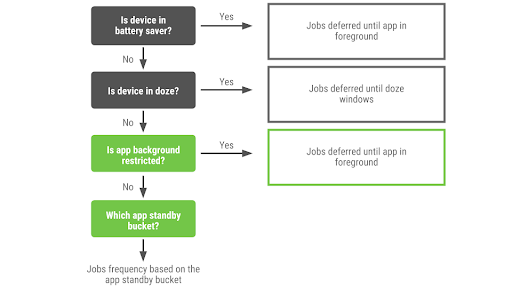 Is device in
battery saver?
Yes
Jobs deferred until app in
foreground
No
Is device in doze?
Yes
Jobs deferred until doze
windows
No
Is app background
restricted?
Yes
Jobs deferred until app in
foreground
No
Which app standby
bucket?
Jobs frequency based on the
app standby bucket